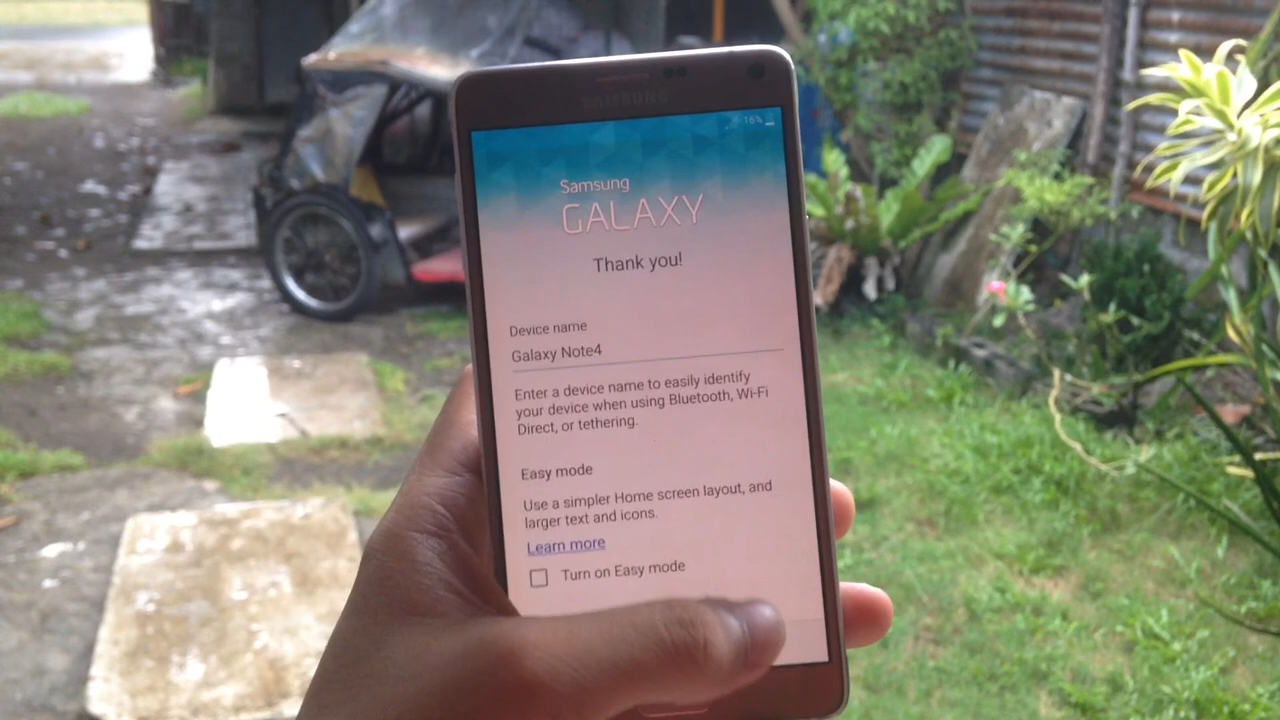 SAMSUNG
16%
Samsung
GALAXY
Thank you!
Device name
Galaxy Note4
Enter a device name to easily identify
your device when using Bluetooth, Wi-Fi
Direct, or tethering.
Easy mode
Use a simpler Home screen layout, and
larger text and icons.
Learn more
Turn on Easy mode